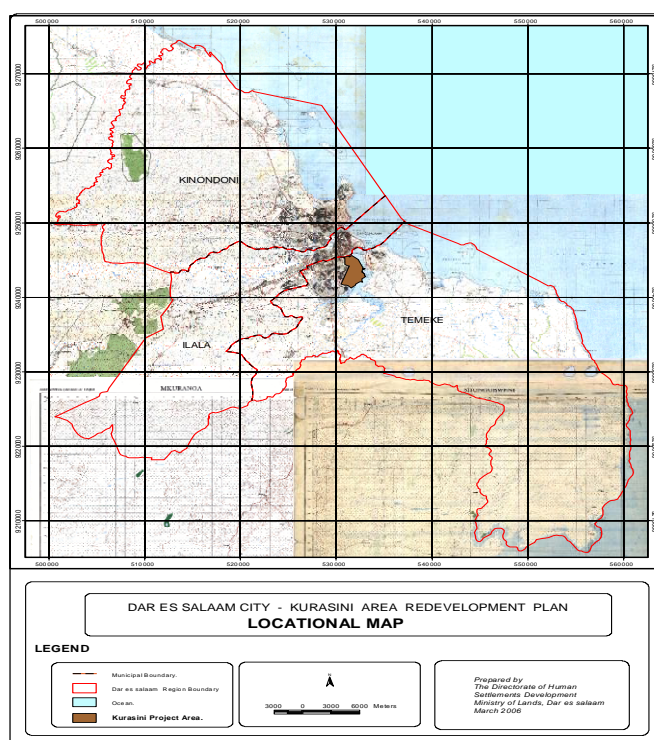 500000 510000 520000 530000 540000 550000 560000
9270000
9260000
KINONDONI
9250000
9240000
TEMEKE
ILALA
9230000
MKURANGA
9220000
9210000
500000 510000 520000 530000 540000 550000 560000
DAR ES SALAAM CITY - KURASINI AREA REDEVELOPMENT PLAN
LOCATIONAL MAP
LEGEND
Municipal Boundary.
Dar es salaam Region Boundary
Ocean.
Kurasini Project Area.
N
3000 0 3000 6000 Meters
Prepared by
The Directorate of Human
Settlements Development
Ministry of Lands, Dar es salaam
March 2006